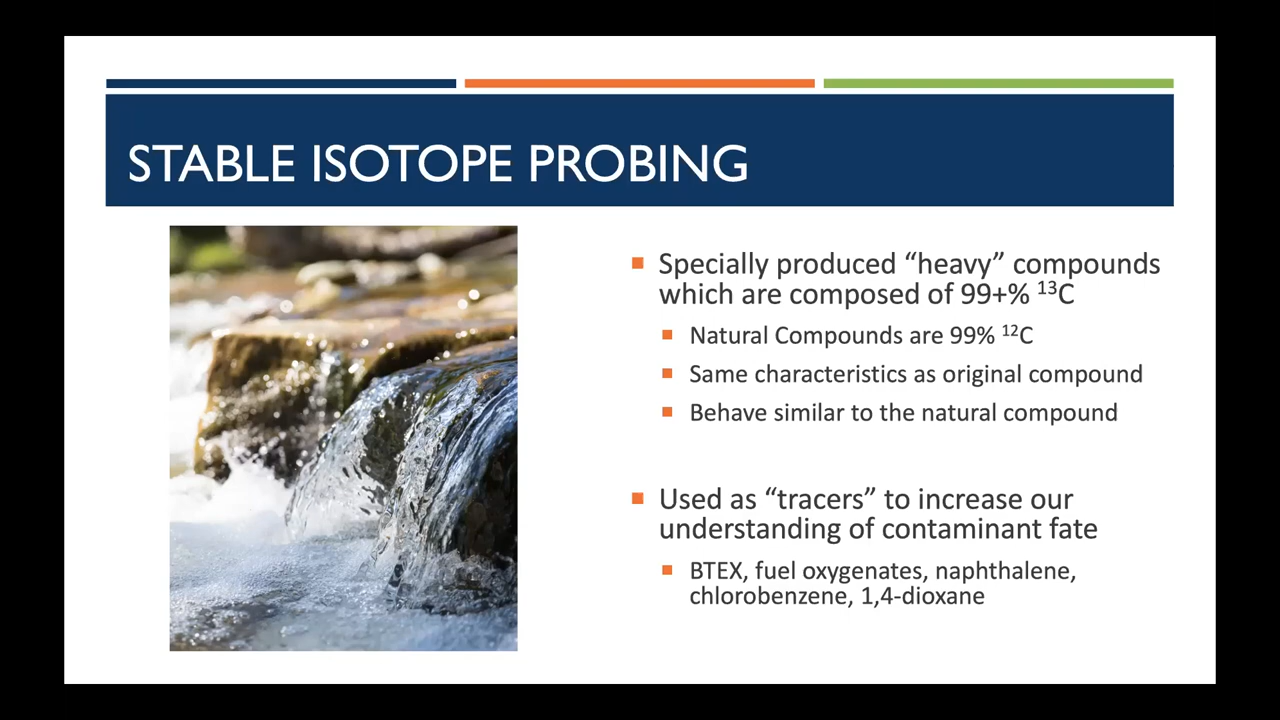 STABLE ISOTOPE PROBING
Specially produced “heavy” compounds
which are composed of 99+% ¹³C
Natural Compounds are 99% ¹²C
Same characteristics as original compound
Behave similar to the natural compound
Used as “tracers” to increase our
understanding of contaminant fate
BTEX, fuel oxygenates, naphthalene,
chlorobenzene, 1,4-dioxane